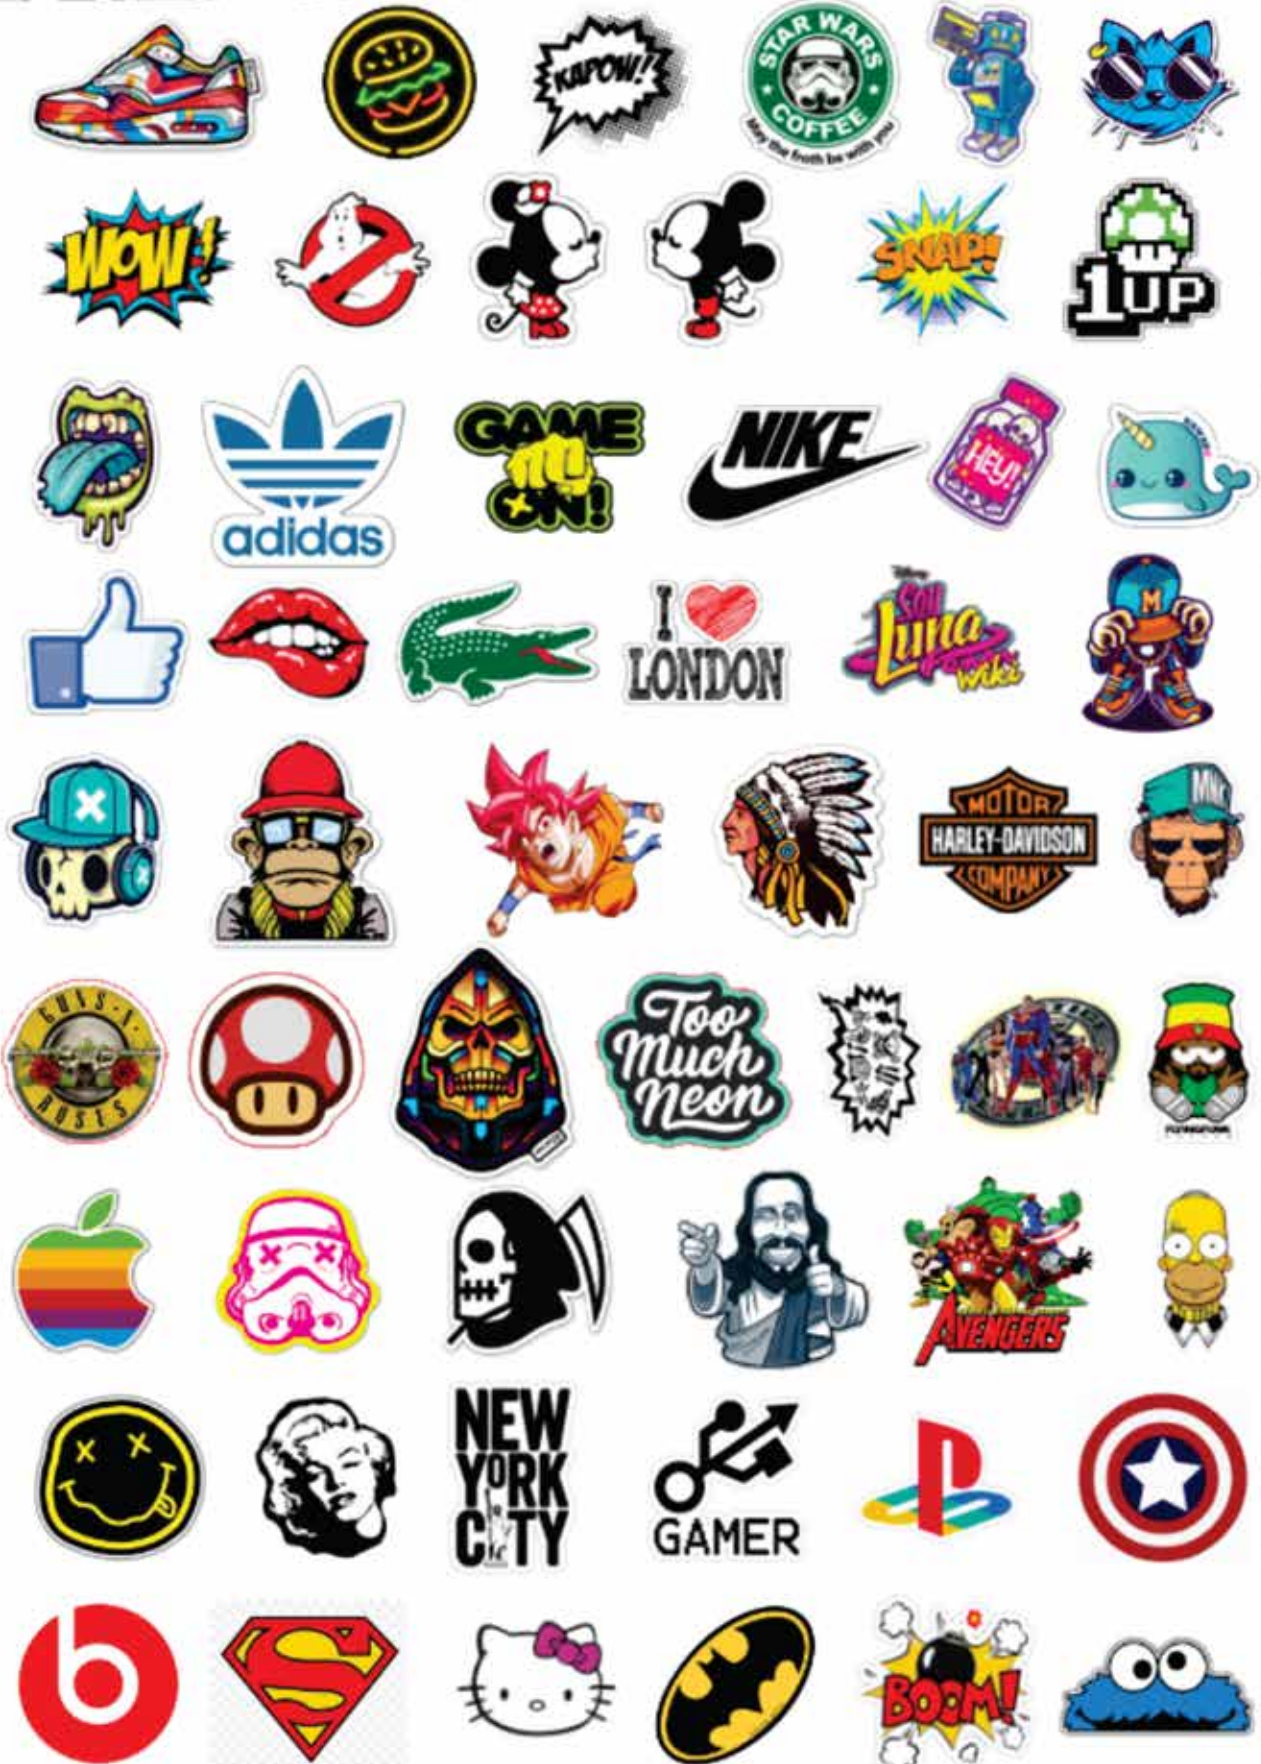 KAPOW!!
STAR WARS
COFFEE
May the froth be with you
WOW!
SNAP!
1UP
adidas
GAME
ON!
NIKE
HEY!
I
LONDON
Disney
SOY
Luna
wiki
M
MOTOR
HARLEY-DAVIDSON
COMPANY
GUNS N'
ROSES
Too
Much
Neon
AVENGERS
NEW
YORK
CITY
GAMER
BOOM!